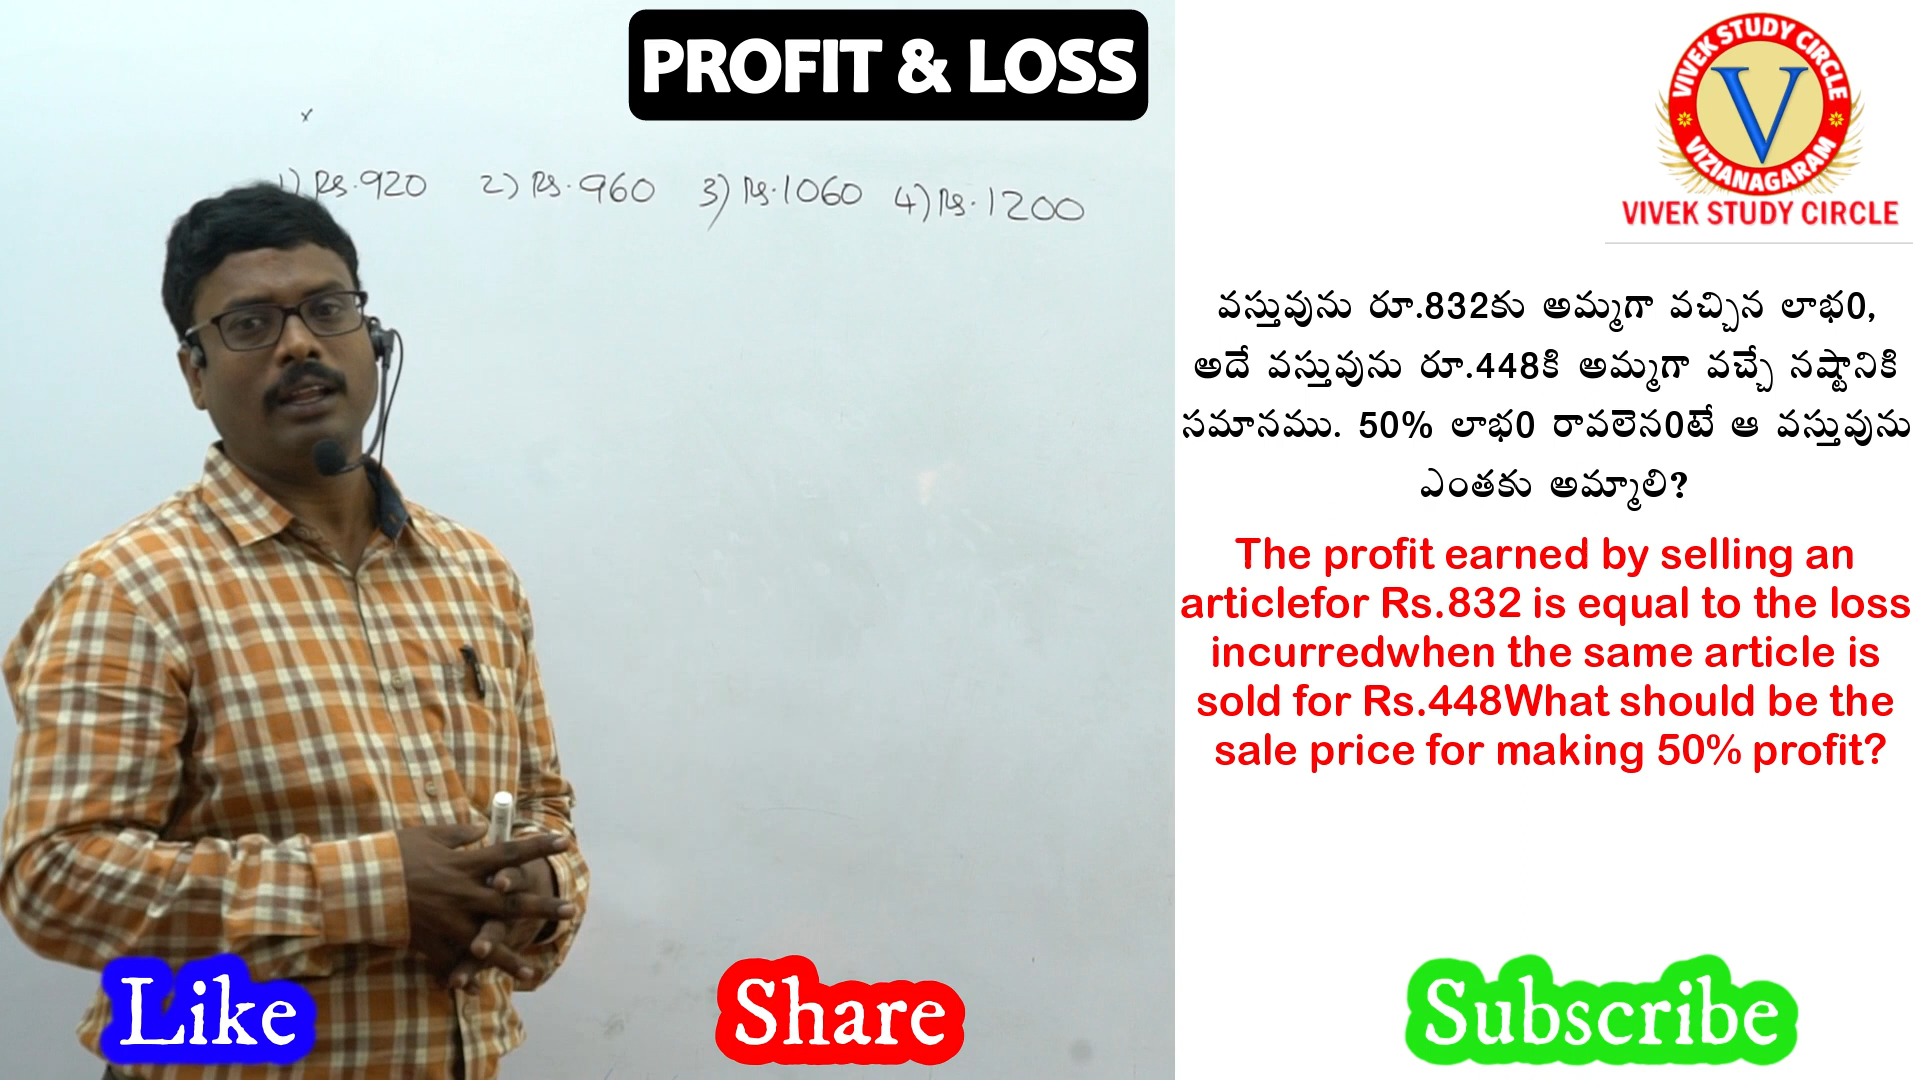 PROFIT & LOSS
1) Rs.920 2) Rs.960 3) Rs.1060 4) Rs.1200
VIVEK STUDY CIRCLE
V
VIZIANAGARAM
VIVEK STUDY CIRCLE
వస్తువును రూ.832కు అమ్మగా వచ్చిన లాభ0,
అదే వస్తువును రూ.448కి అమ్మగా వచ్చే నష్టానికి
సమానము. 50% లాభ0 రావలెన0టే ఆ వస్తువును
ఎంతకు అమ్మాలి?
The profit earned by selling an
articlefor Rs.832 is equal to the loss
incurredwhen the same article is
sold for Rs.448What should be the
sale price for making 50% profit?
Like
Share
Subscribe